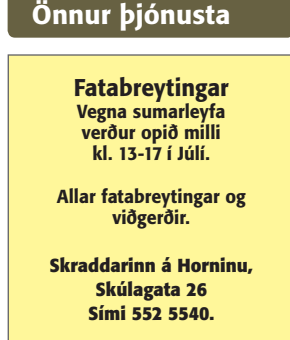 Önnur þjónusta
Fatabreytingar
Vegna sumarleyfa
verður opið milli
kl. 13-17 í Júlí.
Allar fatabreytingar og
viðgerðir.
Skraddarinn á Horninu,
Skúlagata 26
Sími 552 5540.